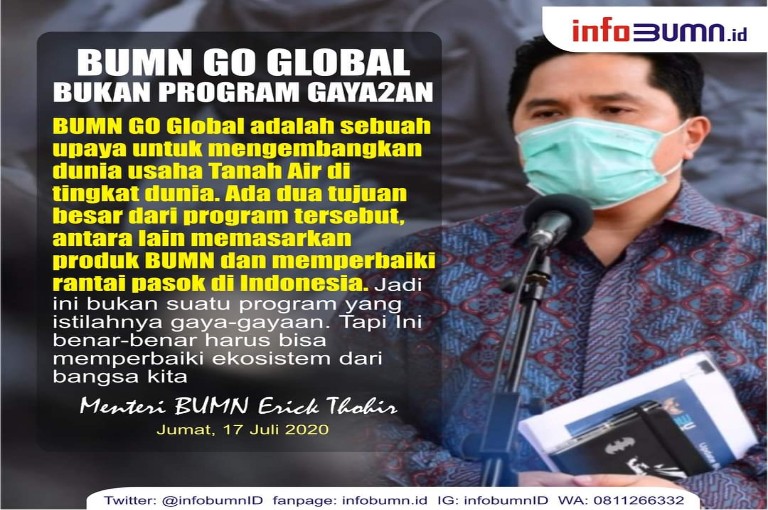 infoBUMN.id
BUMN GO GLOBAL
BUKAN PROGRAM GAYA2AN
BUMN GO Global adalah sebuah
upaya untuk mengembangkan
dunia usaha Tanah Air di
tingkat dunia. Ada dua tujuan
besar dari program tersebut,
antara lain memasarkan
produk BUMN dan memperbaiki
rantai pasok di Indonesia. Jadi
ini bukan suatu program yang
istilahnya gaya-gayaan. Tapi Ini
benar-benar harus bisa
memperbaiki ekosistem dari
bangsa kita
Menteri BUMN Erick Thohir
Jumat, 17 Juli 2020
Twitter: @infobumnID fanpage: infobumn.id IG: infobumnID WA: 0811266332